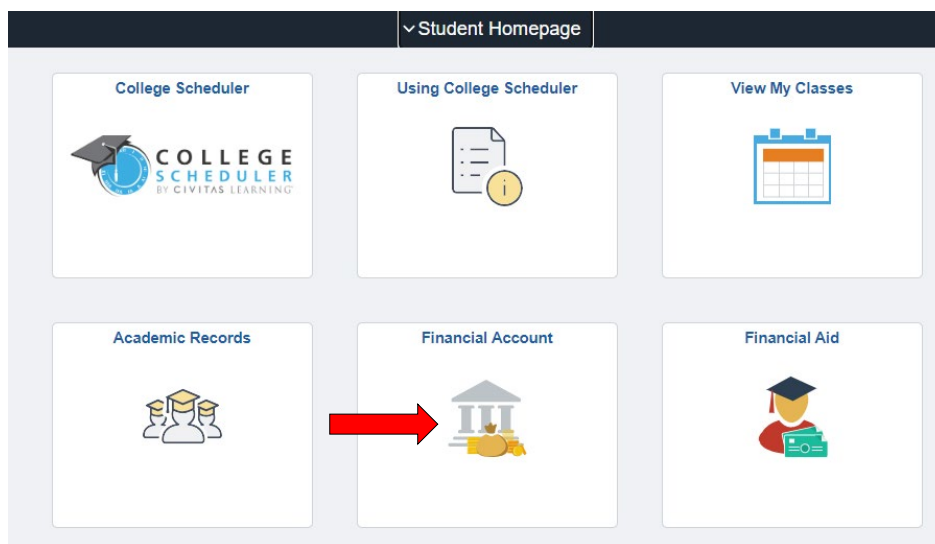 Student Homepage
College Scheduler
Using College Scheduler
View My Classes
COLLEGE
SCHEDULER
BY CIVITAS LEARNING
i
Academic Records
Financial Account
Financial Aid